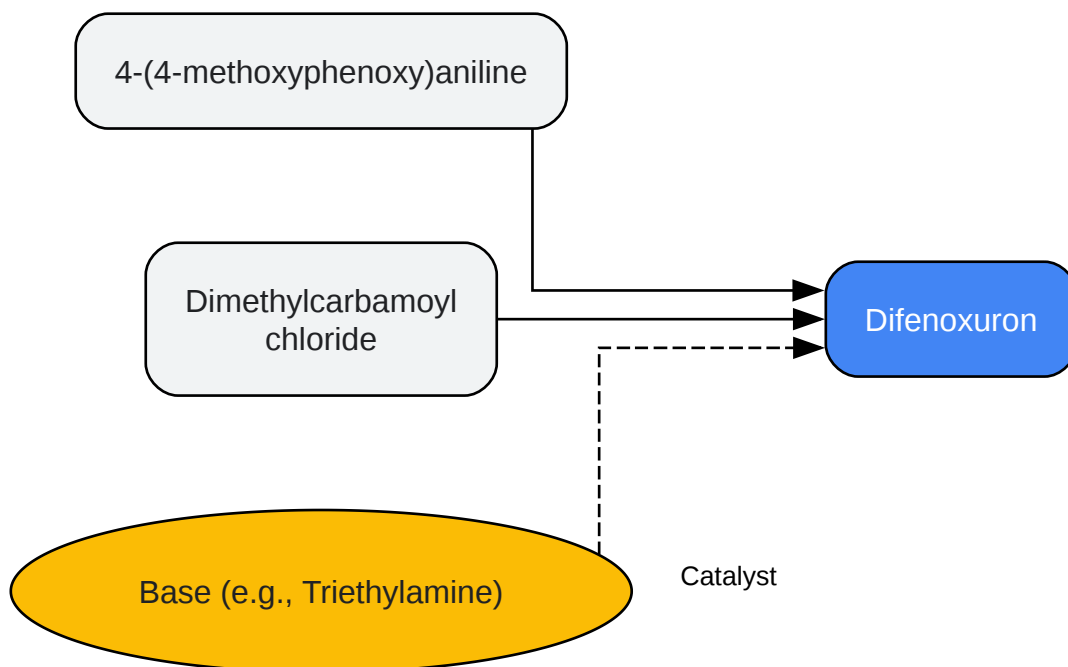 4-(4-methoxyphenoxy)aniline
Dimethylcarbamoyl
chloride
Difenoxuron
Base (e.g., Triethylamine)
Catalyst